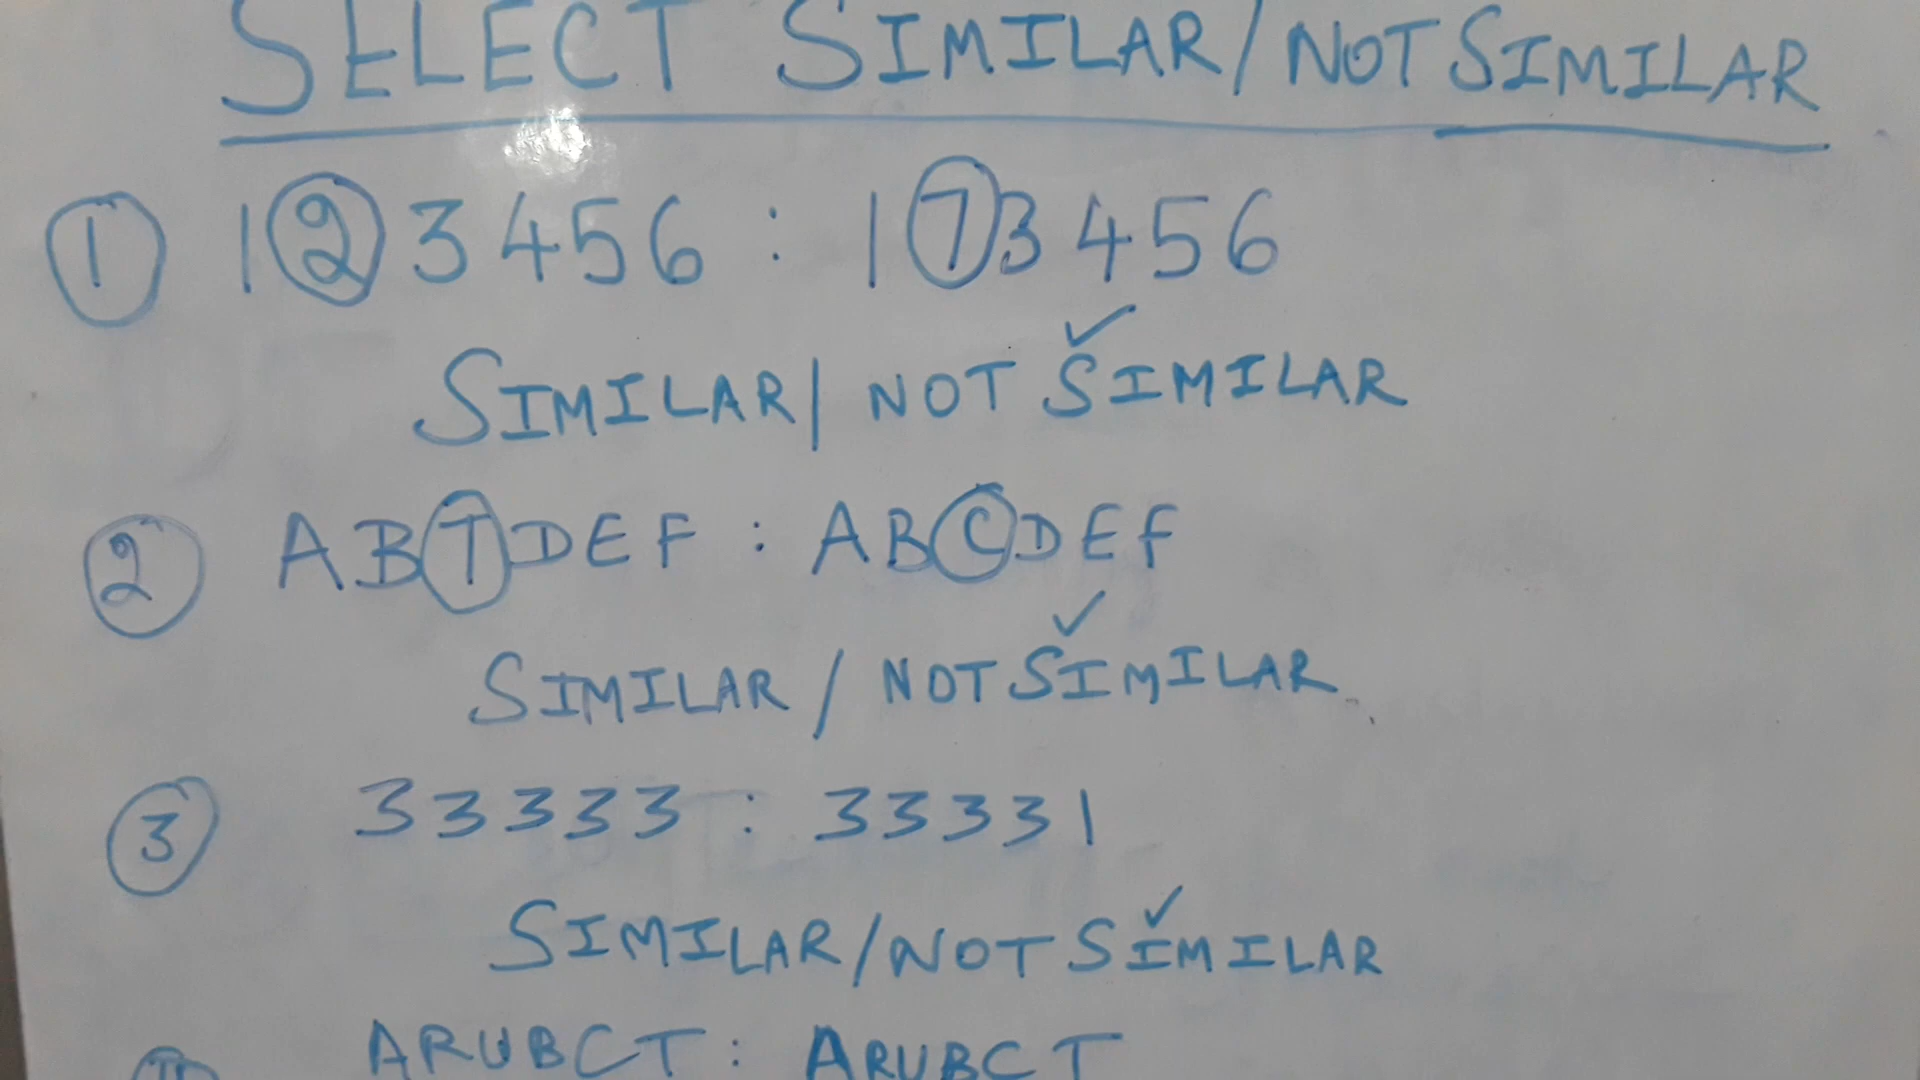 SELECT SIMILAR/NOT SIMILAR
1 123456 : 173456
SIMILAR/ NOT SIMILAR
2 ABTDEF : ABCDEF
SIMILAR / NOT SIMILAR
3 33333 : 33331
SIMILAR/NOT SIMILAR
ARUBCT : ARUBCT